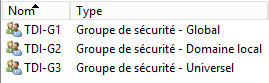 Nom Type
TDI-G1 Groupe de sécurité - Global
TDI-G2 Groupe de sécurité - Domaine local
TDI-G3 Groupe de sécurité - Universel